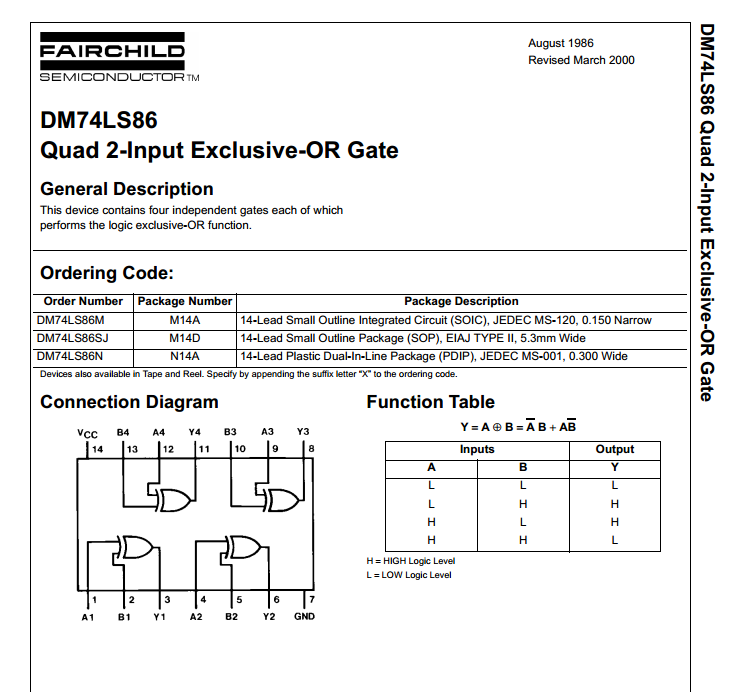 FAIRCHILD
SEMICONDUCTOR TM
August 1986
Revised March 2000
DM74LS86
Quad 2-Input Exclusive-OR Gate
General Description
This device contains four independent gates each of which
performs the logic exclusive-OR function.
Ordering Code:
Order Number Package Number Package Description
DM74LS86M M14A 14-Lead Small Outline Integrated Circuit (SOIC), JEDEC MS-120, 0.150 Narrow
DM74LS86SJ M14D 14-Lead Small Outline Package (SOP), EIAJ TYPE II, 5.3mm Wide
DM74LS86N N14A 14-Lead Plastic Dual-In-Line Package (PDIP), JEDEC MS-001, 0.300 Wide
Devices also available in Tape and Reel. Specify by appending the suffix letter "X" to the ordering code.
Connection Diagram
VCC B4 A4 Y4 B3 A3 Y3
14 13 12 11 10 9 8
1 2 3 4 5 6 7
A1 B1 Y1 A2 B2 Y2 GND
Function Table
Y = A ⊕ B = A̅ B + AB̅
Inputs Output
A B Y
L L L
L H H
H L H
H H L
H = HIGH Logic Level
L = LOW Logic Level
DM74LS86 Quad 2-Input Exclusive-OR Gate